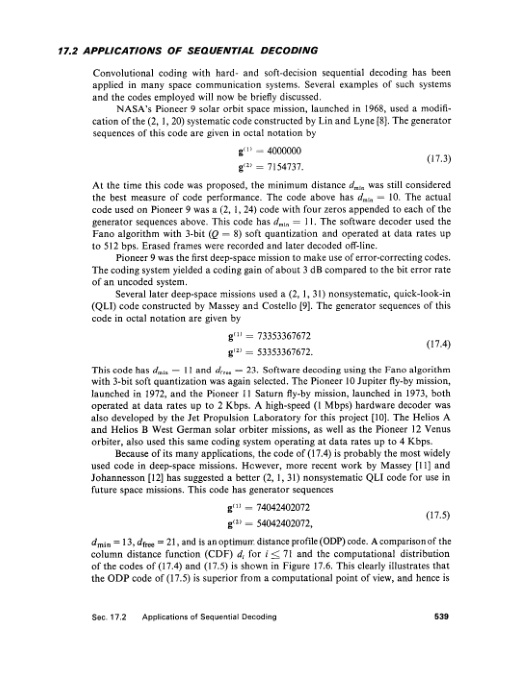 17.2 APPLICATIONS OF SEQUENTIAL DECODING
Convolutional coding with hard- and soft-decision sequential decoding has been
applied in many space communication systems. Several examples of such systems
and the codes employed will now be briefly discussed.
NASA's Pioneer 9 solar orbit space mission, launched in 1968, used a modifi-
cation of the (2, 1, 20) systematic code constructed by Lin and Lyne [8]. The generator
sequences of this code are given in octal notation by
g⁽¹⁾ = 4000000
g⁽²⁾ = 7154737.
(17.3)
At the time this code was proposed, the minimum distance dmin was still considered
the best measure of code performance. The code above has dmin = 10. The actual
code used on Pioneer 9 was a (2, 1, 24) code with four zeros appended to each of the
generator sequences above. This code has dmin = 11. The software decoder used the
Fano algorithm with 3-bit (Q = 8) soft quantization and operated at data rates up
to 512 bps. Erased frames were recorded and later decoded off-line.
Pioneer 9 was the first deep-space mission to make use of error-correcting codes.
The coding system yielded a coding gain of about 3 dB compared to the bit error rate
of an uncoded system.
Several later deep-space missions used a (2, 1, 31) nonsystematic, quick-look-in
(QLI) code constructed by Massey and Costello [9]. The generator sequences of this
code in octal notation are given by
g⁽¹⁾ = 73353367672
g⁽²⁾ = 53353367672.
(17.4)
This code has dmin = 11 and dfree = 23. Software decoding using the Fano algorithm
with 3-bit soft quantization was again selected. The Pioneer 10 Jupiter fly-by mission,
launched in 1972, and the Pioneer 11 Saturn fly-by mission, launched in 1973, both
operated at data rates up to 2 Kbps. A high-speed (1 Mbps) hardware decoder was
also developed by the Jet Propulsion Laboratory for this project [10]. The Helios A
and Helios B West German solar orbiter missions, as well as the Pioneer 12 Venus
orbiter, also used this same coding system operating at data rates up to 4 Kbps.
Because of its many applications, the code of (17.4) is probably the most widely
used code in deep-space missions. However, more recent work by Massey [11] and
Johannesson [12] has suggested a better (2, 1, 31) nonsystematic QLI code for use in
future space missions. This code has generator sequences
g⁽¹⁾ = 74042402072
g⁽²⁾ = 54042402072,
(17.5)
dmin = 13, dfree = 21, and is an optimum distance profile (ODP) code. A comparison of the
column distance function (CDF) di for i ≤ 71 and the computational distribution
of the codes of (17.4) and (17.5) is shown in Figure 17.6. This clearly illustrates that
the ODP code of (17.5) is superior from a computational point of view, and hence is
Sec. 17.2 Applications of Sequential Decoding 539